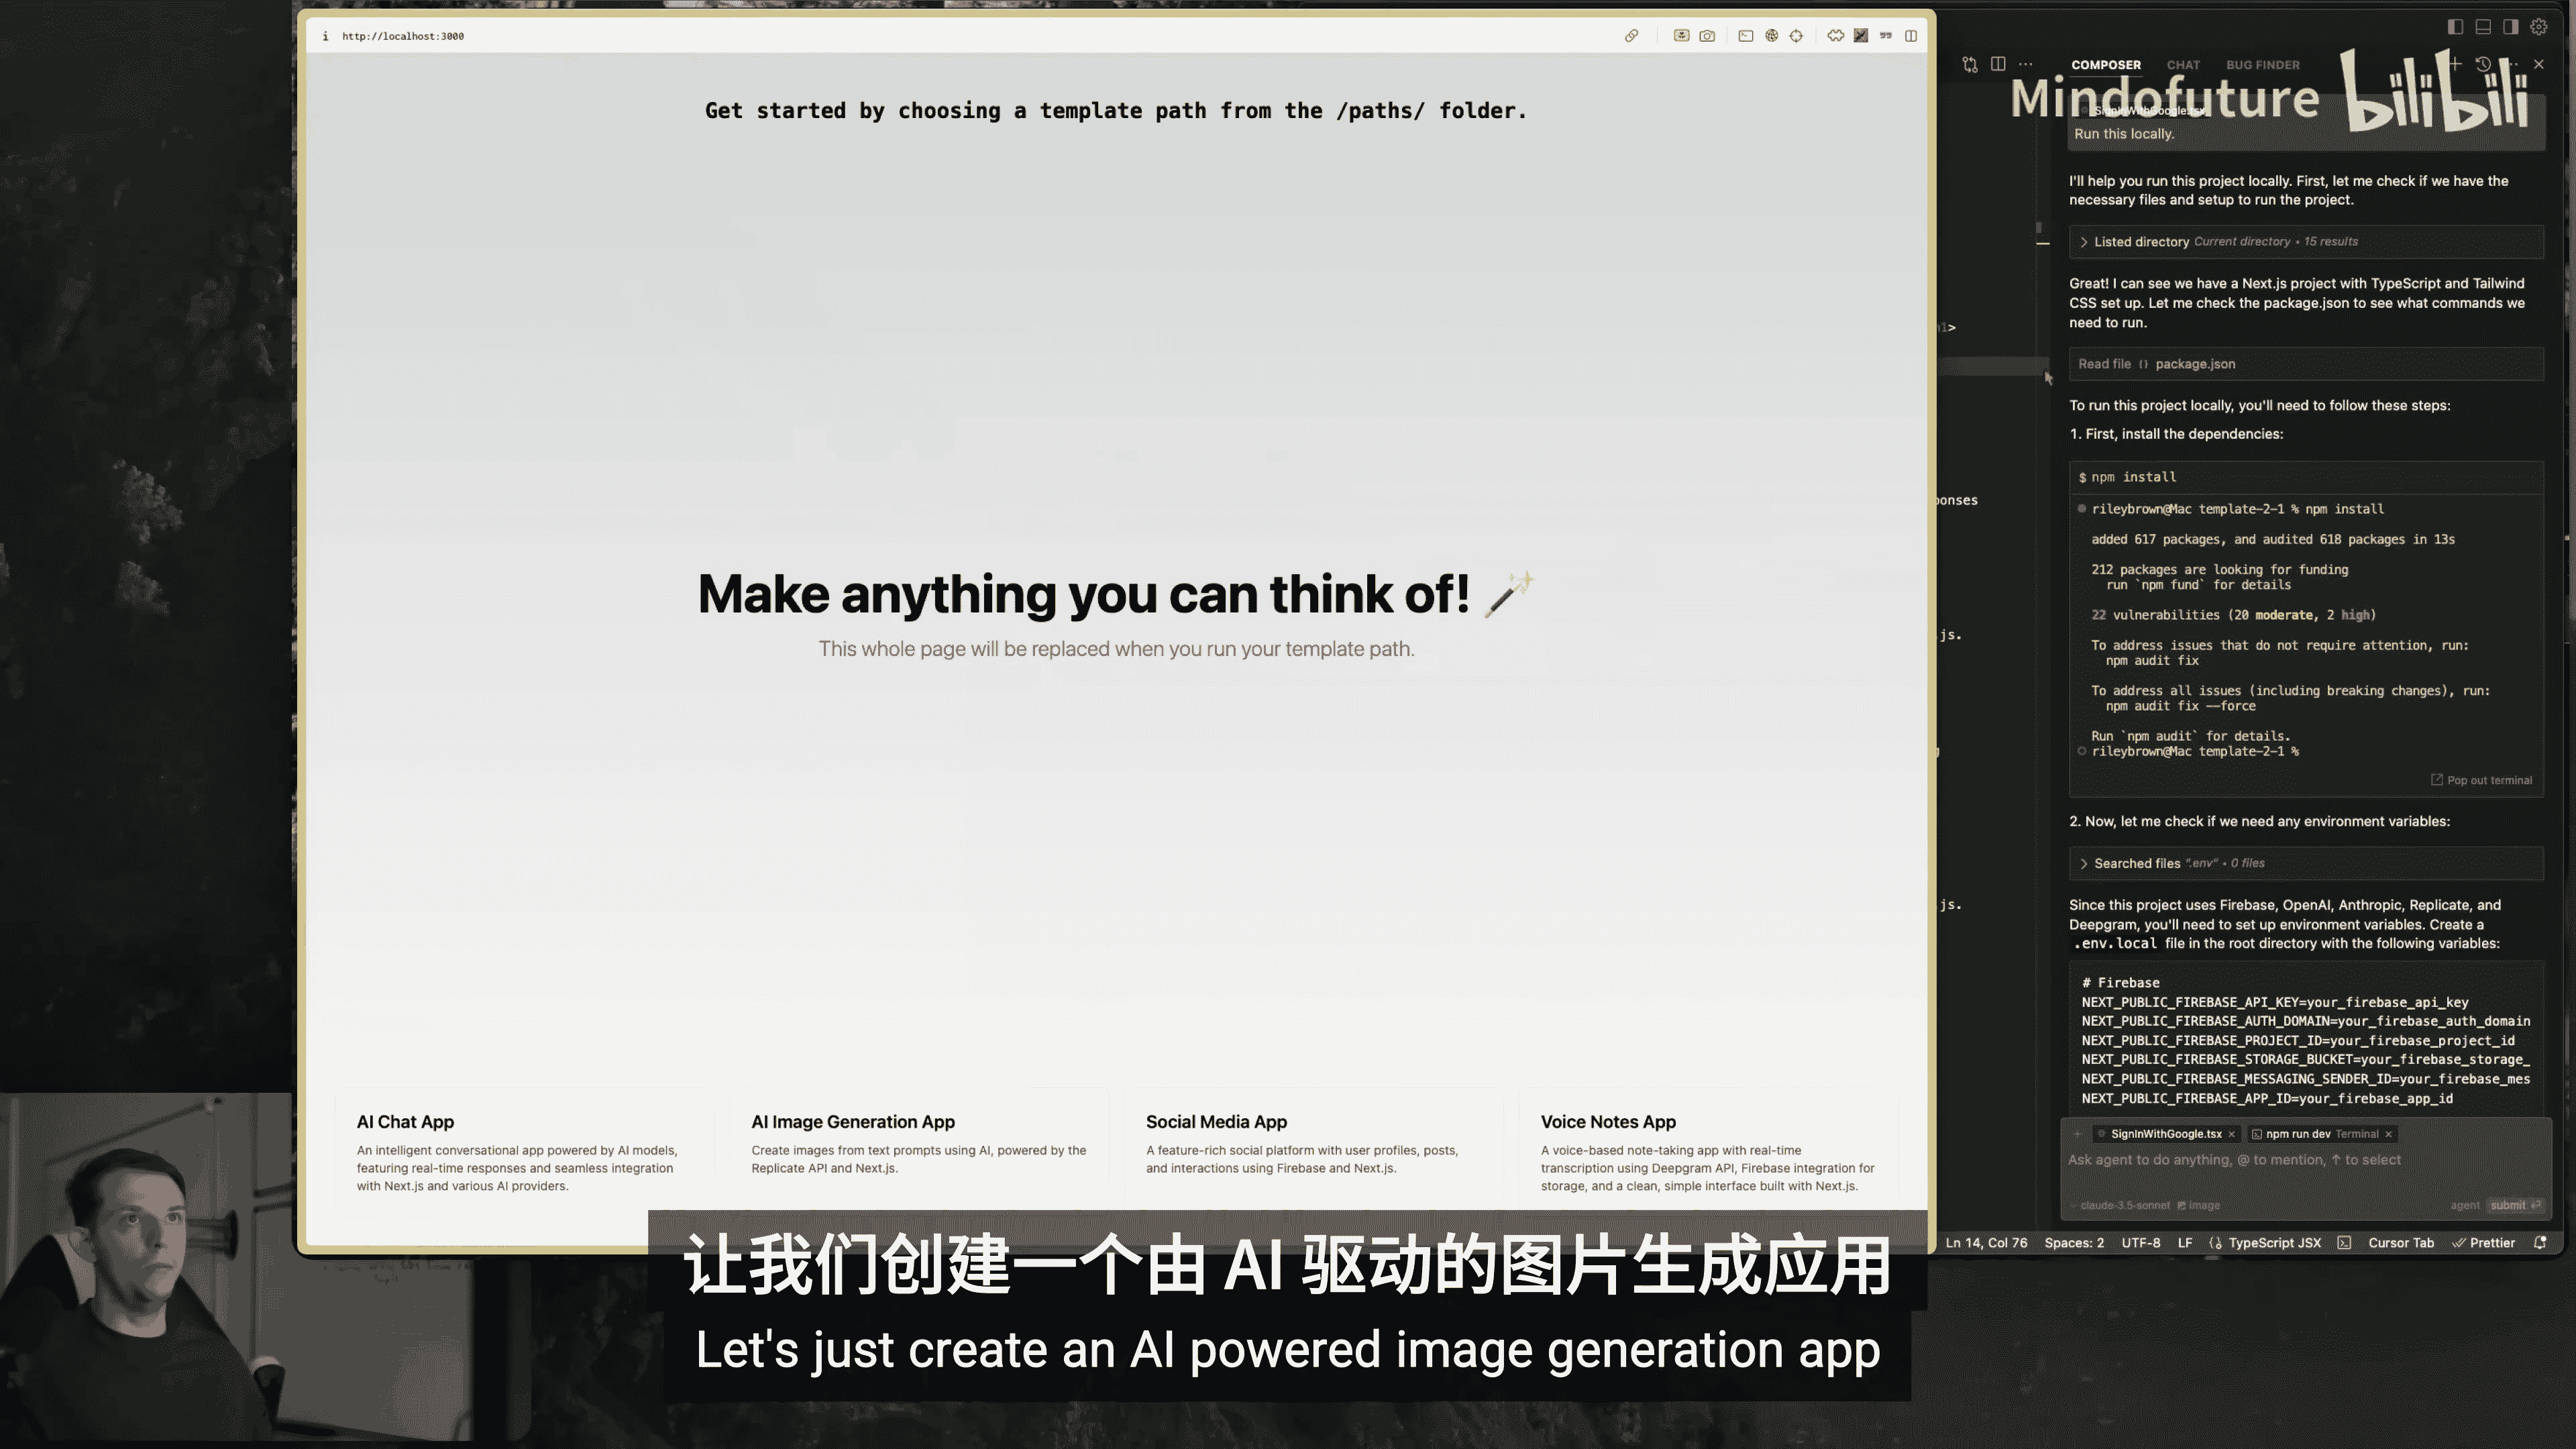 http://localhost:3000
Get started by choosing a template path from the /paths/ folder.
Make anything you can think of!
This whole page will be replaced when you run your template path.
AI Chat App
An intelligent conversational app powered by AI models,
featuring real-time responses and seamless integration
with Next.js and various AI providers.
AI Image Generation App
Create images from text prompts using AI, powered by the
Replicate API and Next.js.
Social Media App
A feature-rich social platform with user profiles, posts,
and interactions using Firebase and Next.js.
Voice Notes App
A voice-based note-taking app with real-time
transcription using Deepgram API, Firebase integration for
storage, and a clean, simple interface built with Next.js.
onses
js.
js.
COMPOSER CHAT BUG FINDER
Mindofuture bilibili
SignInWithGoogle.tsx
Run this locally.
I'll help you run this project locally. First, let me check if we have the
necessary files and setup to run the project.
Listed directory Current directory • 15 results
Great! I can see we have a Next.js project with TypeScript and Tailwind
CSS set up. Let me check the package.json to see what commands we
need to run.
Read file {} package.json
To run this project locally, you'll need to follow these steps:
1. First, install the dependencies:
$ npm install
rileybrown@Mac template-2-1 % npm install
added 617 packages, and audited 618 packages in 13s
212 packages are looking for funding
run `npm fund` for details
22 vulnerabilities (20 moderate, 2 high)
To address issues that do not require attention, run:
npm audit fix
To address all issues (including breaking changes), run:
npm audit fix --force
Run `npm audit` for details.
rileybrown@Mac template-2-1 %
Pop out terminal
2. Now, let me check if we need any environment variables:
Searched files ".env" • 0 files
Since this project uses Firebase, OpenAI, Anthropic, Replicate, and
Deepgram, you'll need to set up environment variables. Create a
.env.local file in the root directory with the following variables:
# Firebase
NEXT_PUBLIC_FIREBASE_API_KEY=your_firebase_api_key
NEXT_PUBLIC_FIREBASE_AUTH_DOMAIN=your_firebase_auth_domain
NEXT_PUBLIC_FIREBASE_PROJECT_ID=your_firebase_project_id
NEXT_PUBLIC_FIREBASE_STORAGE_BUCKET=your_firebase_storage_
NEXT_PUBLIC_FIREBASE_MESSAGING_SENDER_ID=your_firebase_mes
NEXT_PUBLIC_FIREBASE_APP_ID=your_firebase_app_id
SignInWithGoogle.tsx × npm run dev Terminal ×
Ask agent to do anything, @ to mention, ↑ to select
claude-3.5-sonnet image agent submit
Ln 14, Col 76 Spaces: 2 UTF-8 LF {} TypeScript JSX Cursor Tab Prettier
让我们创建一个由 AI 驱动的图片生成应用
Let's just create an AI powered image generation app